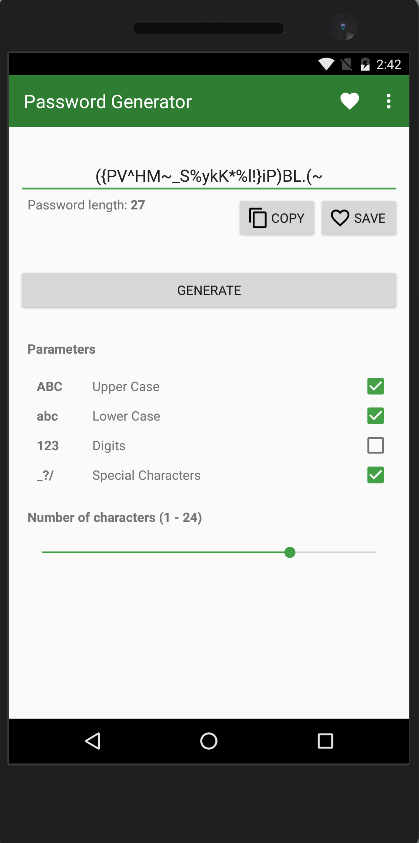 2:42
Password Generator
({PV^HM~_S%ykK*%l!}iP)BL.(~
Password length: 27
COPY
SAVE
GENERATE
Parameters
ABC Upper Case
abc Lower Case
123 Digits
_?/ Special Characters
Number of characters (1 - 24)